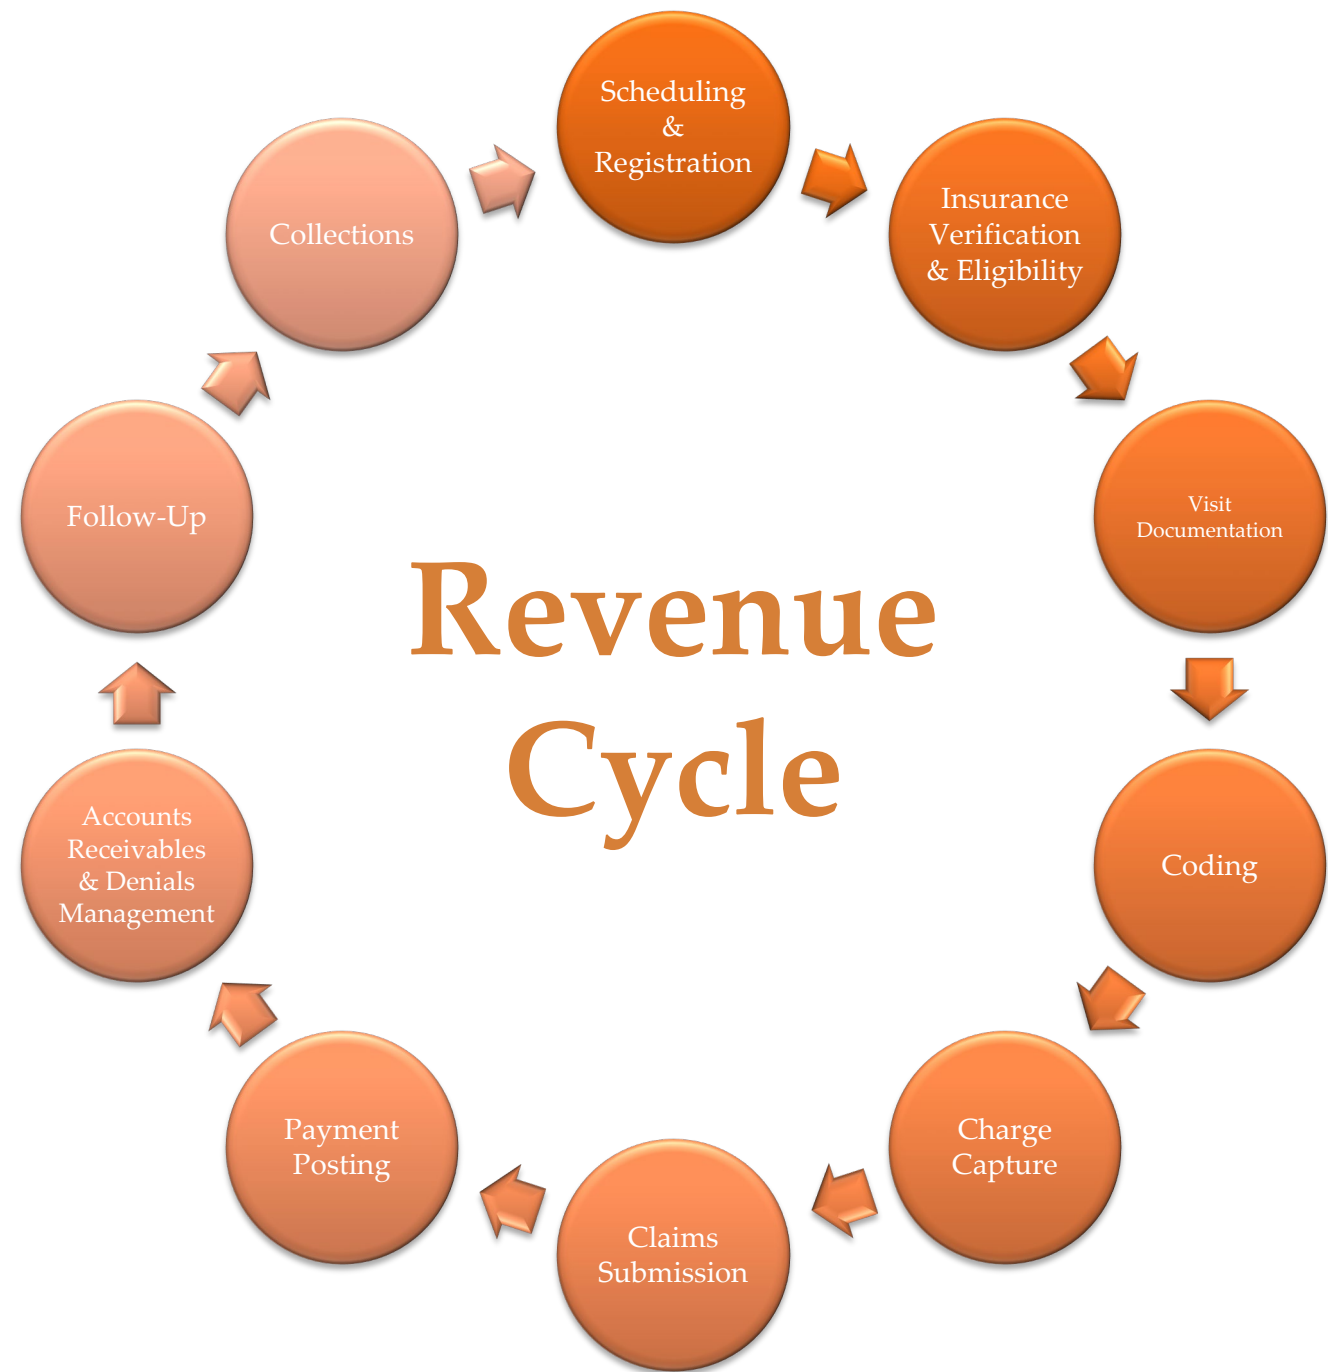 Scheduling
&
Registration
Insurance
Verification
& Eligibility
Visit
Documentation
Coding
Charge
Capture
Claims
Submission
Payment
Posting
Accounts
Receivables
& Denials
Management
Follow-Up
Collections
Revenue
Cycle